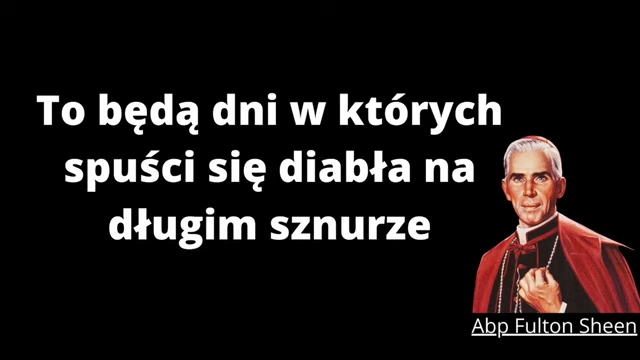 To będą dni w których
spuści się diabła na
długim sznurze
Abp Fulton Sheen